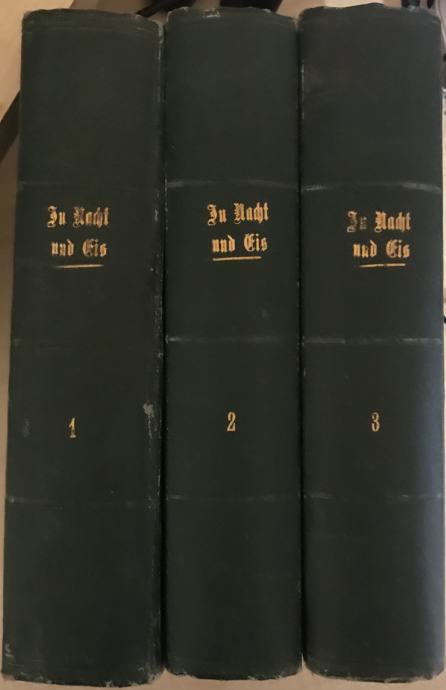 In Nacht
und Eis
1
In Nacht
und Eis
2
In Nacht
und Eis
3